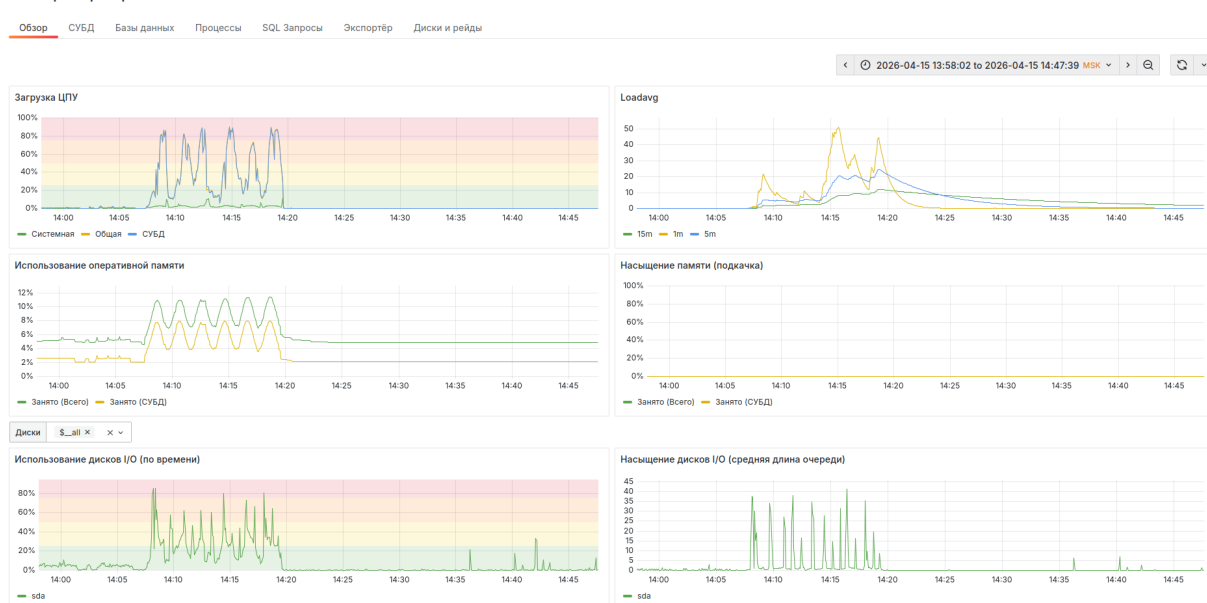 Обзор СУБД Базы данных Процессы SQL Запросы Экспортёр Диски и рейды
2026-04-15 13:58:02 to 2026-04-15 14:47:39 MSK
Загрузка ЦПУ
100%
80%
60%
40%
20%
0%
14:00 14:05 14:10 14:15 14:20 14:25 14:30 14:35 14:40 14:45
Системная Общая СУБД
Loadavg
50
40
30
20
10
0
14:00 14:05 14:10 14:15 14:20 14:25 14:30 14:35 14:40 14:45
15m 1m 5m
Использование оперативной памяти
12%
10%
8%
6%
4%
2%
0%
14:00 14:05 14:10 14:15 14:20 14:25 14:30 14:35 14:40 14:45
Занято (Всего) Занято (СУБД)
Насыщение памяти (подкачка)
100%
80%
60%
40%
20%
0%
14:00 14:05 14:10 14:15 14:20 14:25 14:30 14:35 14:40 14:45
Занято (Всего) Занято (СУБД)
Диски $__all
Использование дисков I/O (по времени)
80%
60%
40%
20%
0%
14:00 14:05 14:10 14:15 14:20 14:25 14:30 14:35 14:40 14:45
sda
Насыщение дисков I/O (средняя длина очереди)
45
40
35
30
25
20
15
10
5
0
14:00 14:05 14:10 14:15 14:20 14:25 14:30 14:35 14:40 14:45
sda